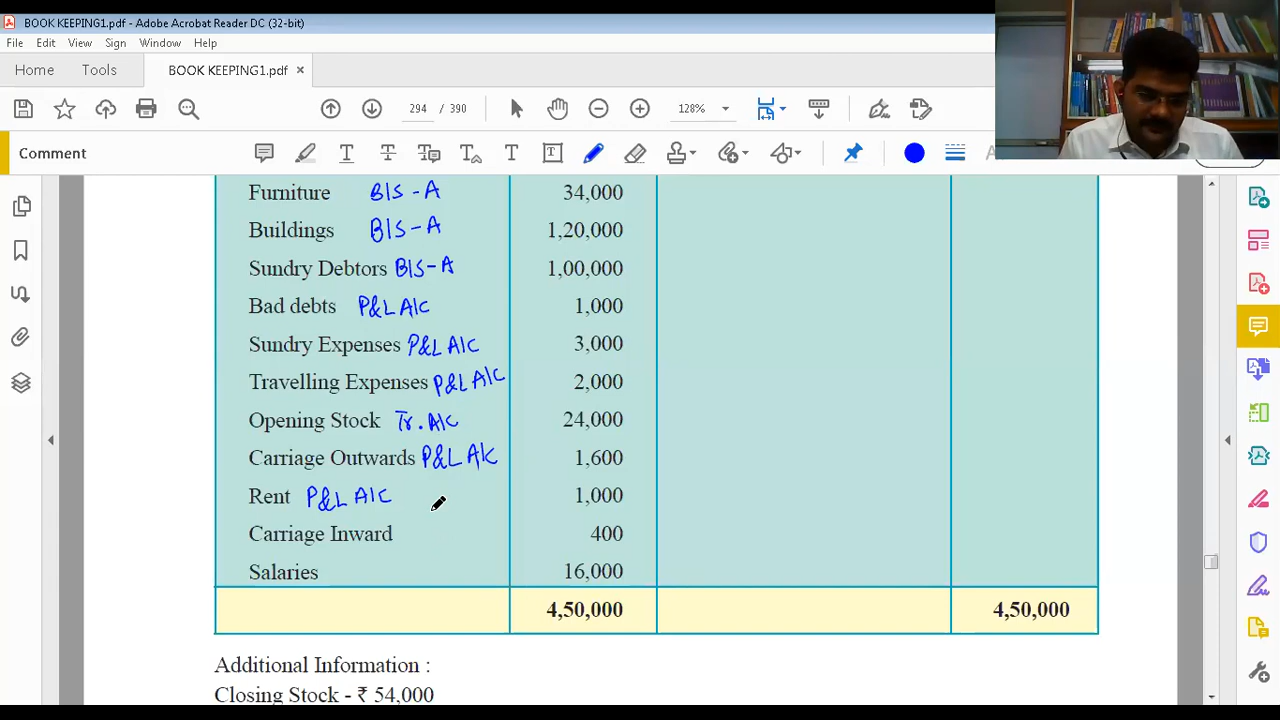 BOOK KEEPING1.pdf - Adobe Acrobat Reader DC (32-bit)
File Edit View Sign Window Help
Home Tools BOOK KEEPING1.pdf ×
294 / 390 128%
Comment
Furniture B/S - A 34,000
Buildings B/S - A 1,20,000
Sundry Debtors B/S - A 1,00,000
Bad debts P&L A/C 1,000
Sundry Expenses P&L A/C 3,000
Travelling Expenses P&L A/C 2,000
Opening Stock Tr. A/C 24,000
Carriage Outwards P&L A/C 1,600
Rent P&L A/C 1,000
Carriage Inward 400
Salaries 16,000
4,50,000 4,50,000
Additional Information :
Closing Stock - ₹ 54,000